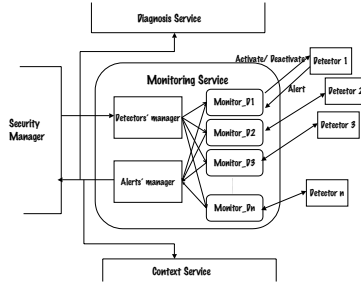 Diagnosis Service
Activate/ Deactivate
Detector 1
Monitoring Service
Alert
Detector 2
Monitor_D1
Detectors' manager
Security
Manager
Monitor_D2
Detector 3
Monitor_D3
Alerts' manager
Detector n
Monitor_Dn
Context Service